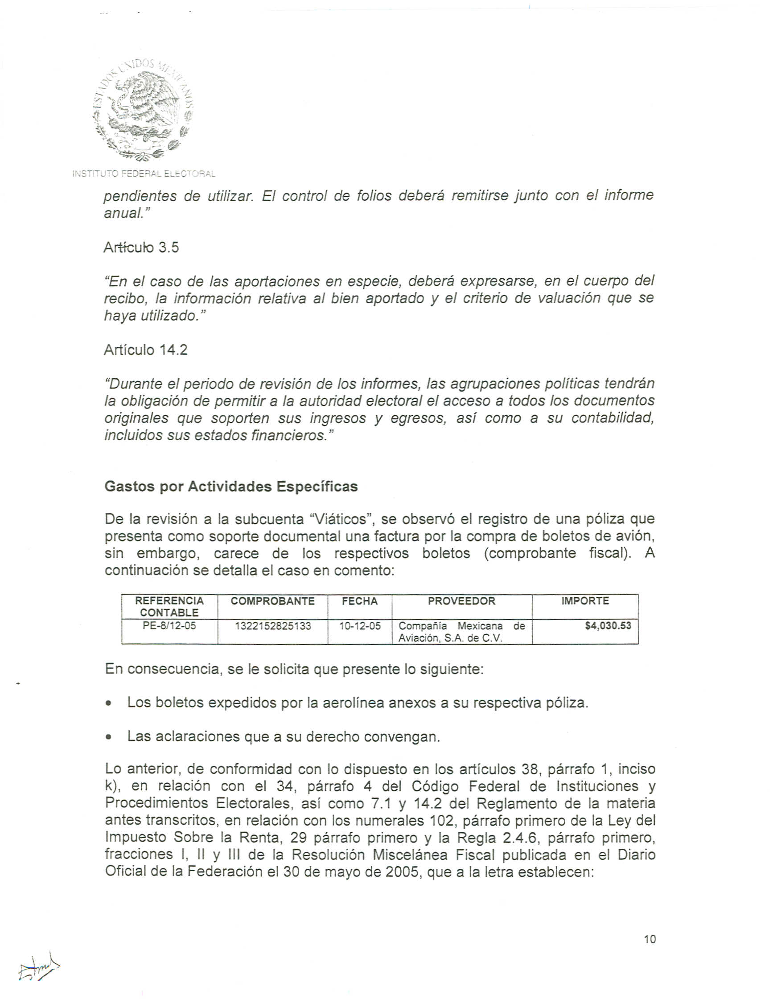 ESTADOS UNIDOS MEXICANOS
INSTITUTO FEDERAL ELECTORAL
pendientes de utilizar. El control de folios deberá remitirse junto con el informe
anual.”
Artículo 3.5
“En el caso de las aportaciones en especie, deberá expresarse, en el cuerpo del
recibo, la información relativa al bien aportado y el criterio de valuación que se
haya utilizado.”
Artículo 14.2
“Durante el periodo de revisión de los informes, las agrupaciones políticas tendrán
la obligación de permitir a la autoridad electoral el acceso a todos los documentos
originales que soporten sus ingresos y egresos, así como a su contabilidad,
incluidos sus estados financieros.”
Gastos por Actividades Específicas
De la revisión a la subcuenta “Viáticos”, se observó el registro de una póliza que
presenta como soporte documental una factura por la compra de boletos de avión,
sin embargo, carece de los respectivos boletos (comprobante fiscal). A
continuación se detalla el caso en comento:
REFERENCIA CONTABLE COMPROBANTE FECHA PROVEEDOR IMPORTE
PE-8/12-05 1322152825133 10-12-05 Compañía Mexicana de Aviación, S.A. de C.V. $4,030.53
En consecuencia, se le solicita que presente lo siguiente:
• Los boletos expedidos por la aerolínea anexos a su respectiva póliza.
• Las aclaraciones que a su derecho convengan.
Lo anterior, de conformidad con lo dispuesto en los artículos 38, párrafo 1, inciso
k), en relación con el 34, párrafo 4 del Código Federal de Instituciones y
Procedimientos Electorales, así como 7.1 y 14.2 del Reglamento de la materia
antes transcritos, en relación con los numerales 102, párrafo primero de la Ley del
Impuesto Sobre la Renta, 29 párrafo primero y la Regla 2.4.6, párrafo primero,
fracciones I, II y III de la Resolución Miscelánea Fiscal publicada en el Diario
Oficial de la Federación el 30 de mayo de 2005, que a la letra establecen:
10